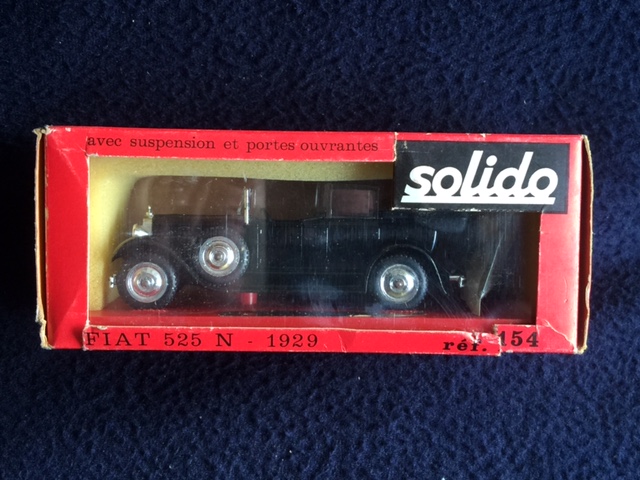 avec suspension et portes ouvrantes
solido
FIAT 525 N - 1929
réf. 154